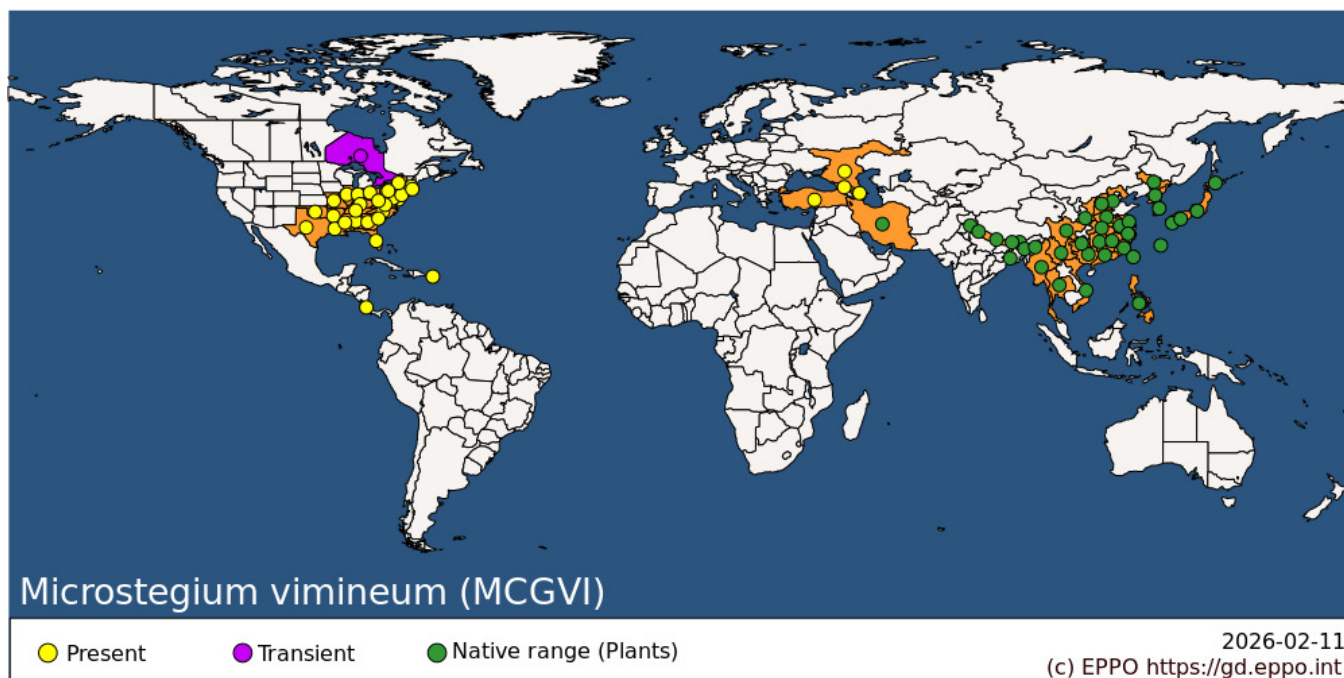 Microstegium vimineum (MCGVI)
Present
Transient
Native range (Plants)
2026-02-11
(c) EPPO https://gd.eppo.int